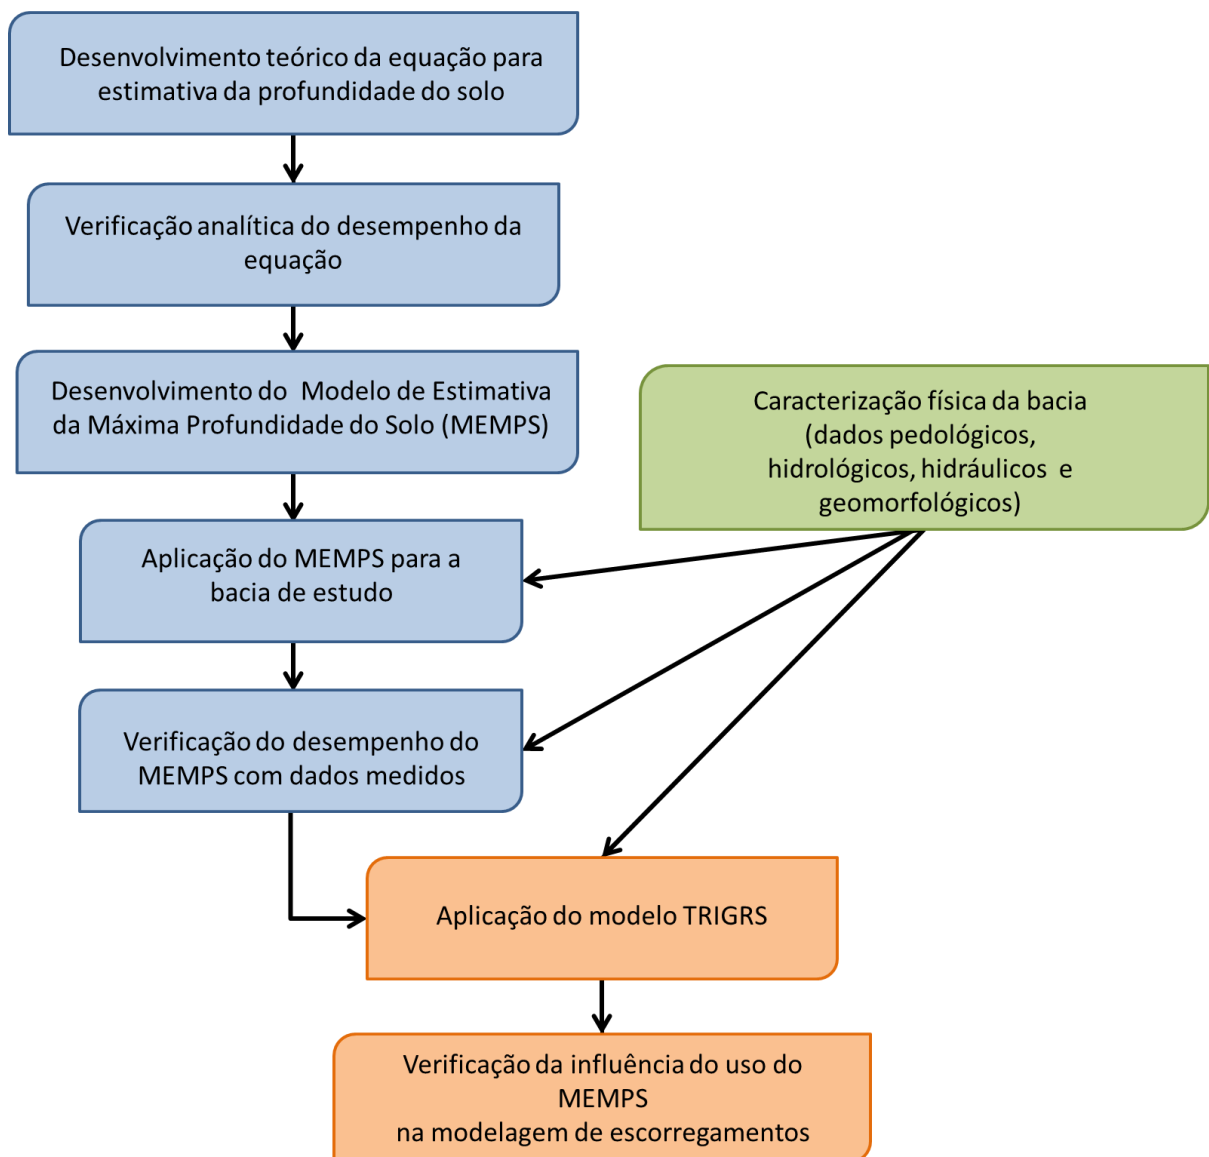 Desenvolvimento teórico da equação para
estimativa da profundidade do solo
Verificação analítica do desempenho da
equação
Desenvolvimento do Modelo de Estimativa
da Máxima Profundidade do Solo (MEMPS)
Caracterização física da bacia
(dados pedológicos,
hidrológicos, hidráulicos e
geomorfológicos)
Aplicação do MEMPS para a
bacia de estudo
Verificação do desempenho do
MEMPS com dados medidos
Aplicação do modelo TRIGRS
Verificação da influência do uso do
MEMPS
na modelagem de escorregamentos